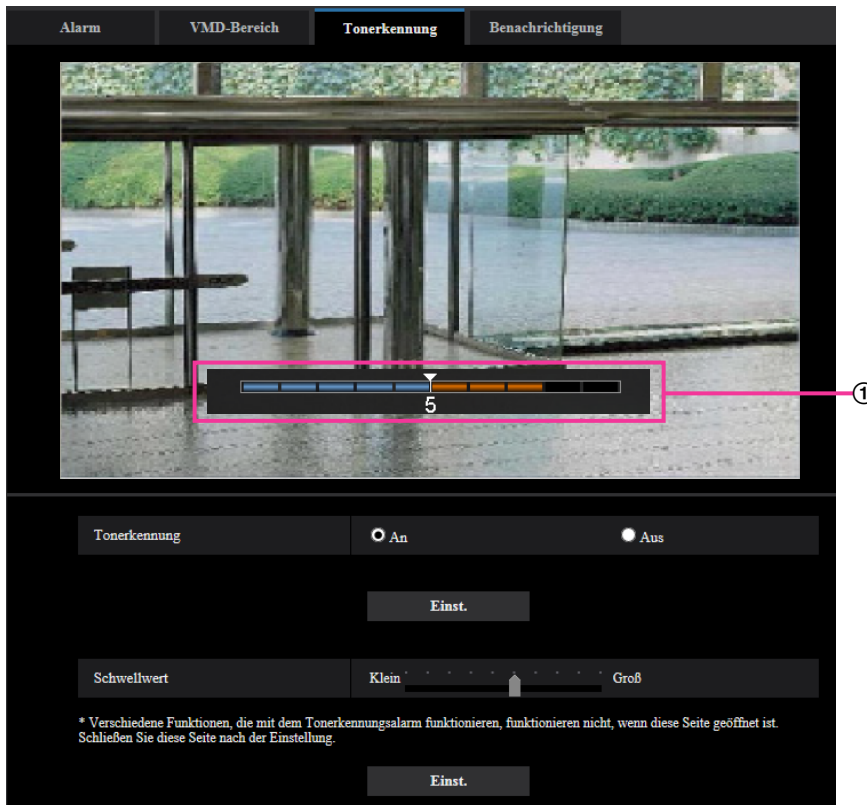 Alarm VMD-Bereich Tonerkennung Benachrichtigung
5
①
Tonerkennung An Aus
Einst.
Schwellwert Klein Groß
* Verschiedene Funktionen, die mit dem Tonerkennungsalarm funktionieren, funktionieren nicht, wenn diese Seite geöffnet ist.
Schließen Sie diese Seite nach der Einstellung.
Einst.